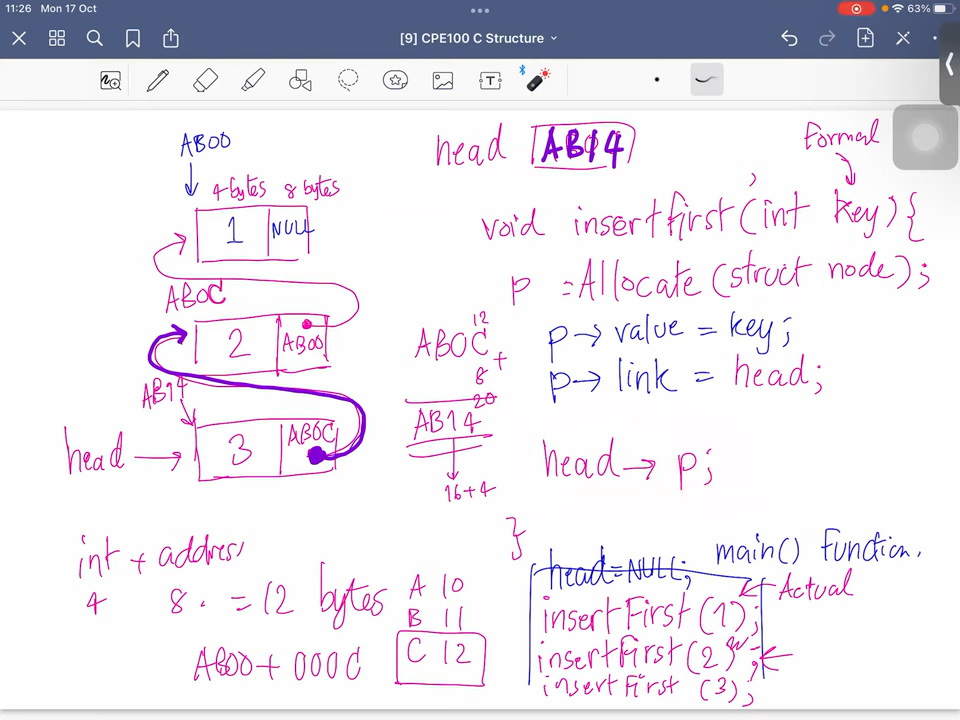 11:26 Mon 17 Oct
63%
[9] CPE100 C Structure
AB00
4 bytes 8 bytes
1 NULL
AB0C
2 AB00
AB14
head → 3 AB0C
int + addres
4 8. = 12 bytes
AB00 + 000C
A 10
B 11
C 12
12
AB0C +
8
20
AB14
16+4
head AB14
Formal
void insertfirst(int key){
p = Allocate(struct node);
p → value = key;
p → link = head;
head → p;
}
main() function.
head = NULL;
Actual
insertFirst(1);
insertFirst(2);
insertFirst(3);